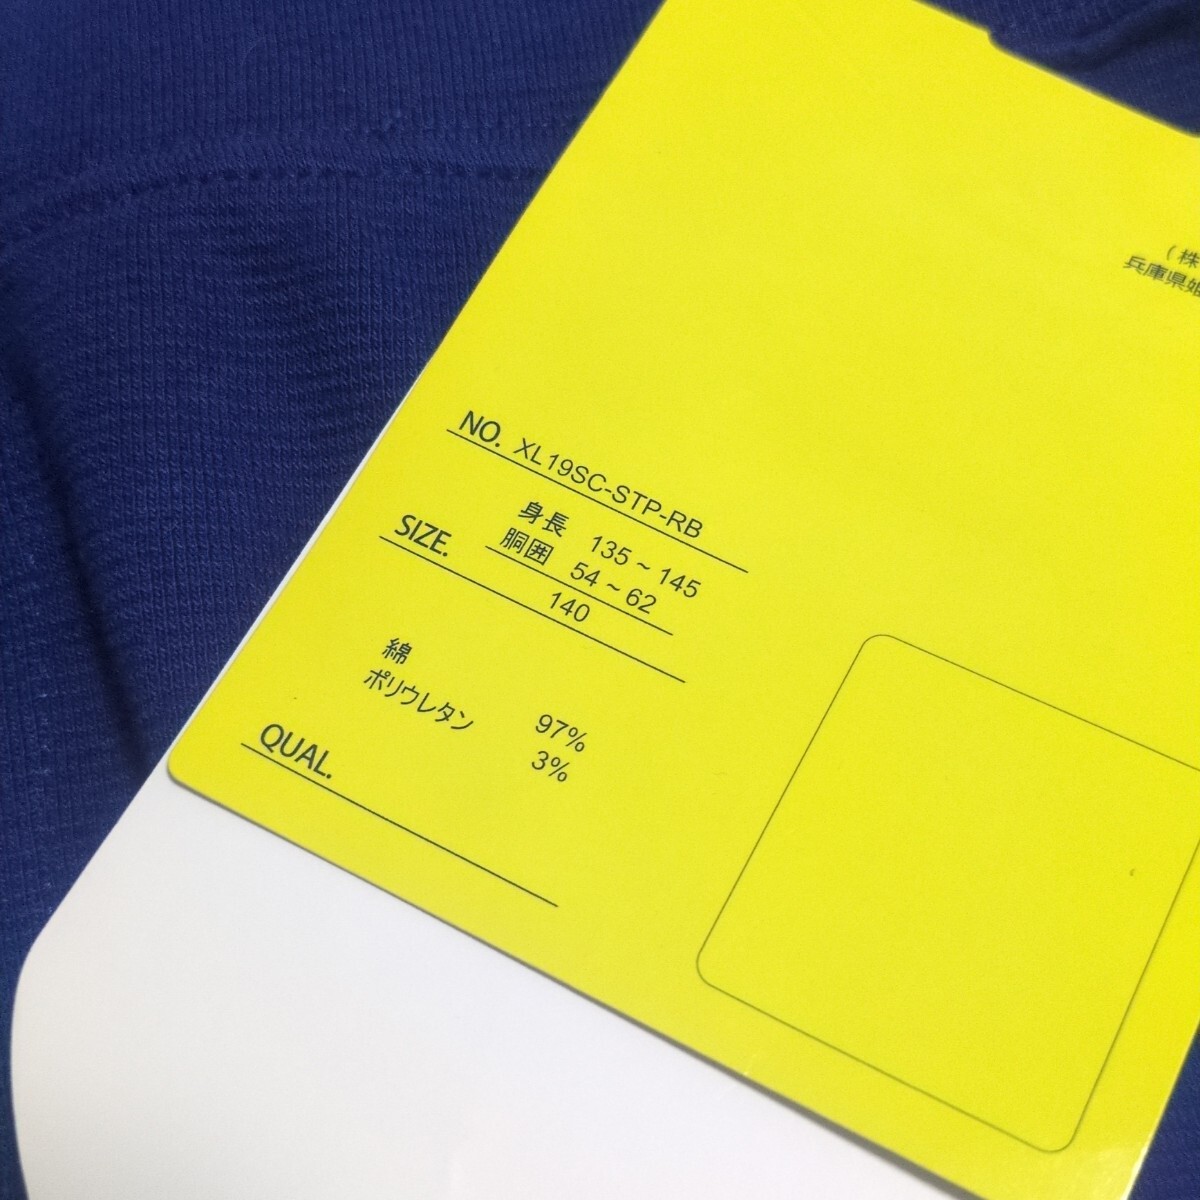 (株
兵庫県姫
NO. XL19SC-STP-RB
身長 135~145
胴囲 54~62
SIZE. 140
綿 97%
ポリウレタン 3%
QUAL.